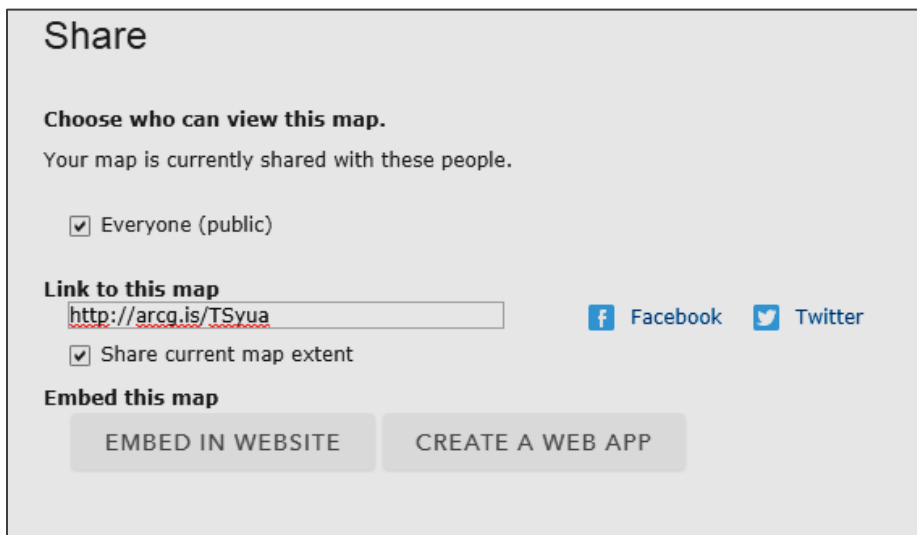 Share
Choose who can view this map.
Your map is currently shared with these people.
Everyone (public)
Link to this map
http://arcg.is/TSyua
Facebook Twitter
Share current map extent
Embed this map
EMBED IN WEBSITE CREATE A WEB APP